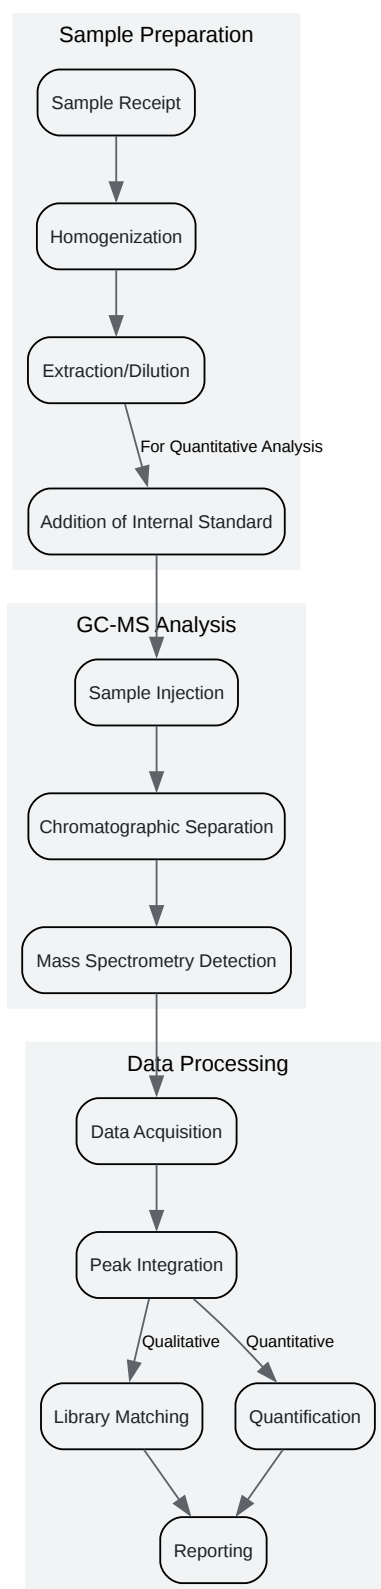 Sample Preparation
Sample Receipt
Homogenization
Extraction/Dilution
For Quantitative Analysis
Addition of Internal Standard
GC-MS Analysis
Sample Injection
Chromatographic Separation
Mass Spectrometry Detection
Data Processing
Data Acquisition
Peak Integration
Qualitative
Quantitative
Library Matching
Quantification
Reporting